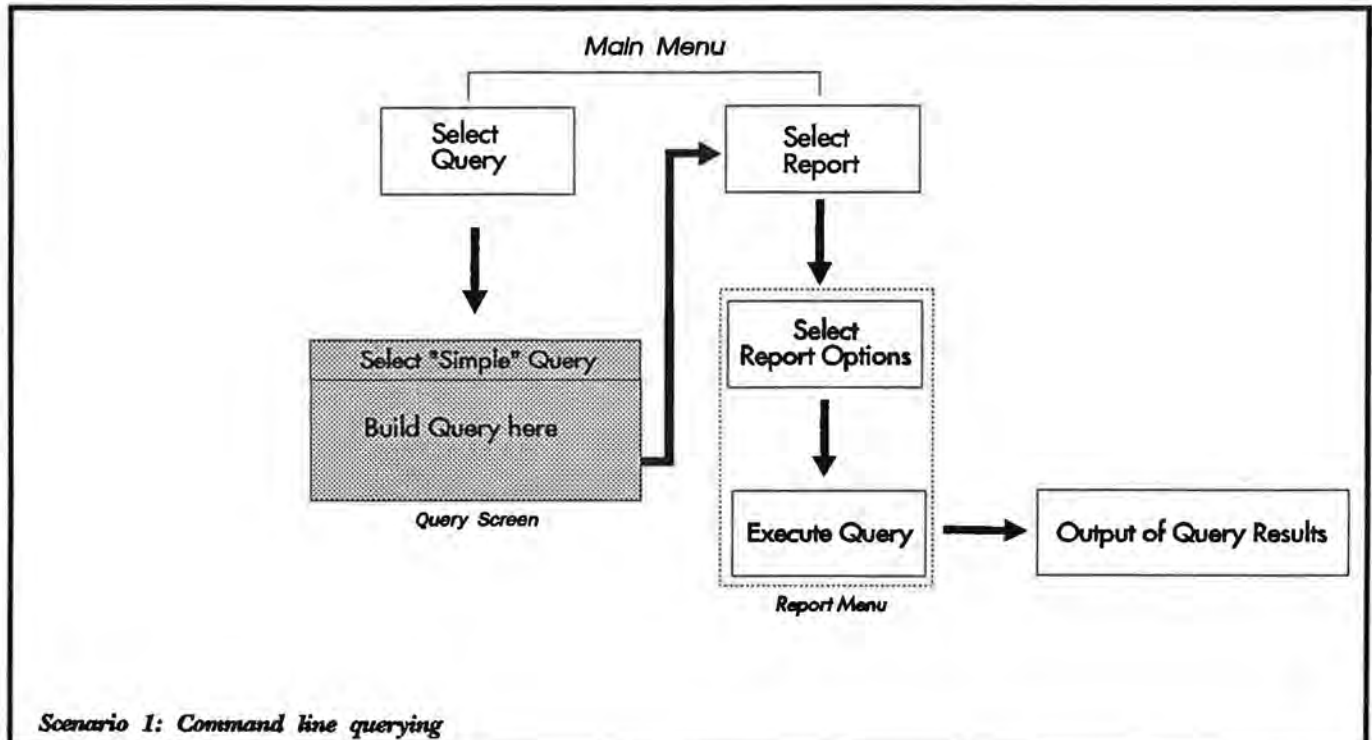 Main Menu
Select
Query
Select
Report
Select "Simple" Query
Build Query here
Query Screen
Select
Report Options
Execute Query
Report Menu
Output of Query Results
Scenario 1: Command line querying